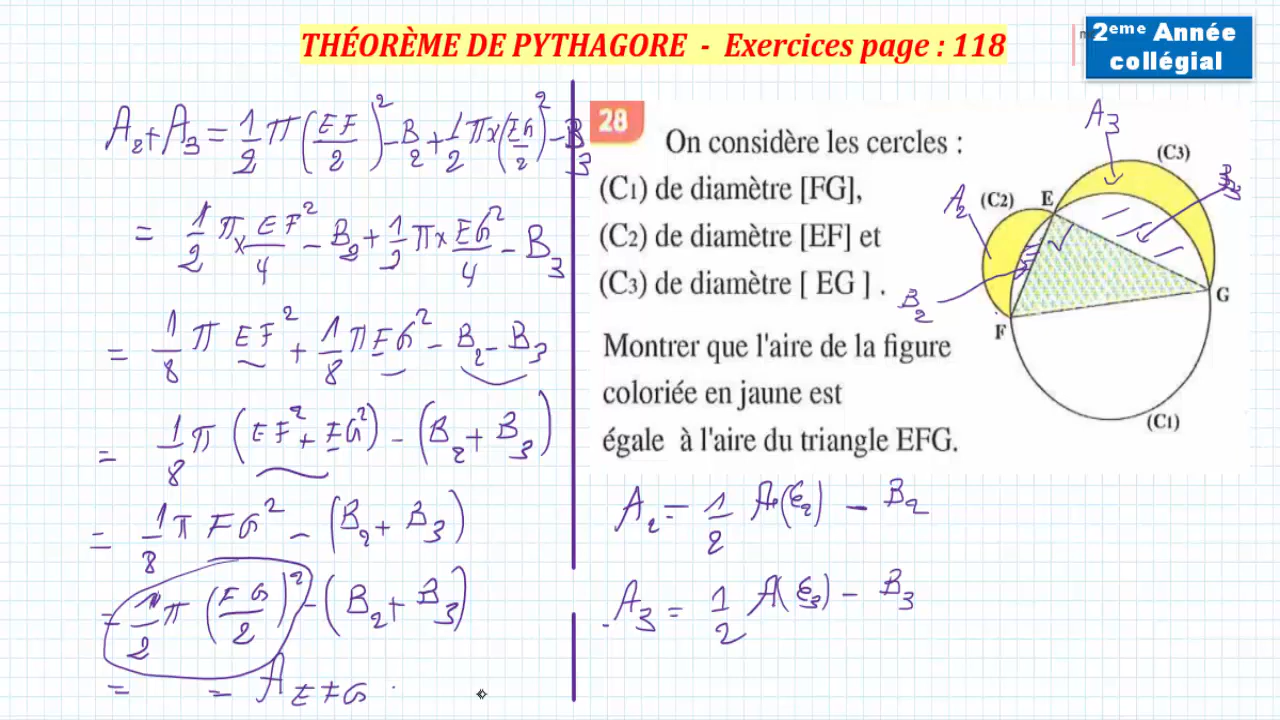 THÉORÈME DE PYTHAGORE - Exercices page : 118
2eme Année
collégial
A₂+A₃ = 1/2 π (EF/2)² - B₂ + 1/2 π × (EG/2)² - B₃
= 1/2 π × EF²/4 - B₂ + 1/2 π × EG²/4 - B₃
= 1/8 π EF² + 1/8 π EG² - B₂ - B₃
= 1/8 π (EF² + EG²) - (B₂ + B₃)
= 1/8 π FG² - (B₂ + B₃)
= 1/2 π (FG/2)² - (B₂ + B₃)
= = A EFG
28
On considère les cercles :
(C1) de diamètre [FG],
(C2) de diamètre [EF] et
(C3) de diamètre [ EG ] .
Montrer que l'aire de la figure
coloriée en jaune est
égale à l'aire du triangle EFG.
A₃
(C3)
B₃
A₂
(C2)
E
B₂
F
G
(C1)
A₂ = 1/2 A(C₂) - B₂
A₃ = 1/2 A(C₃) - B₃